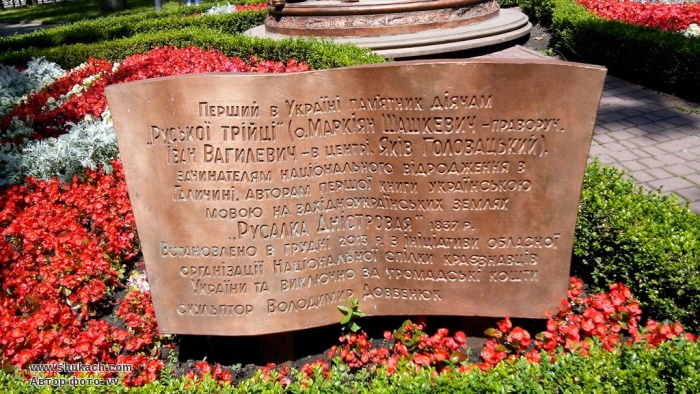 Перший в Україні пам'ятник діячам
„Руської трійці" (о. Маркіян Шашкевич – праворуч,
Іван Вагилевич – в центрі, Яків Головацький),
зачинателям національного відродження в
Галичині, авторам першої книги українською
мовою на західноукраїнських землях
„Русалка Дністровая", 1837 р.
Встановлено в грудні 2013 р. з ініціативи обласної
організації Національної спілки краєзнавців
України та виключно за громадські кошти
скульптор Володимир Довбенюк
www.shukach.com
Автор фото: vv